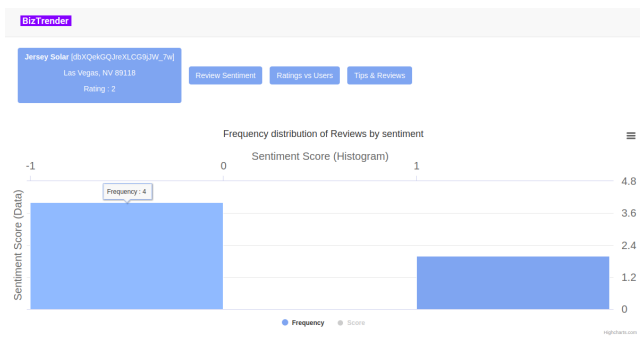 BizTrender
Jersey Solar [dbXQekGQJreXLCG9jJW_7w]
Las Vegas, NV 89118
Rating : 2
Review Sentiment
Ratings vs Users
Tips & Reviews
Frequency distribution of Reviews by sentiment
Sentiment Score (Histogram)
-1 0 1
Frequency : 4
Sentiment Score (Data)
4.8
3.6
2.4
1.2
0
Frequency Score
Highcharts.com